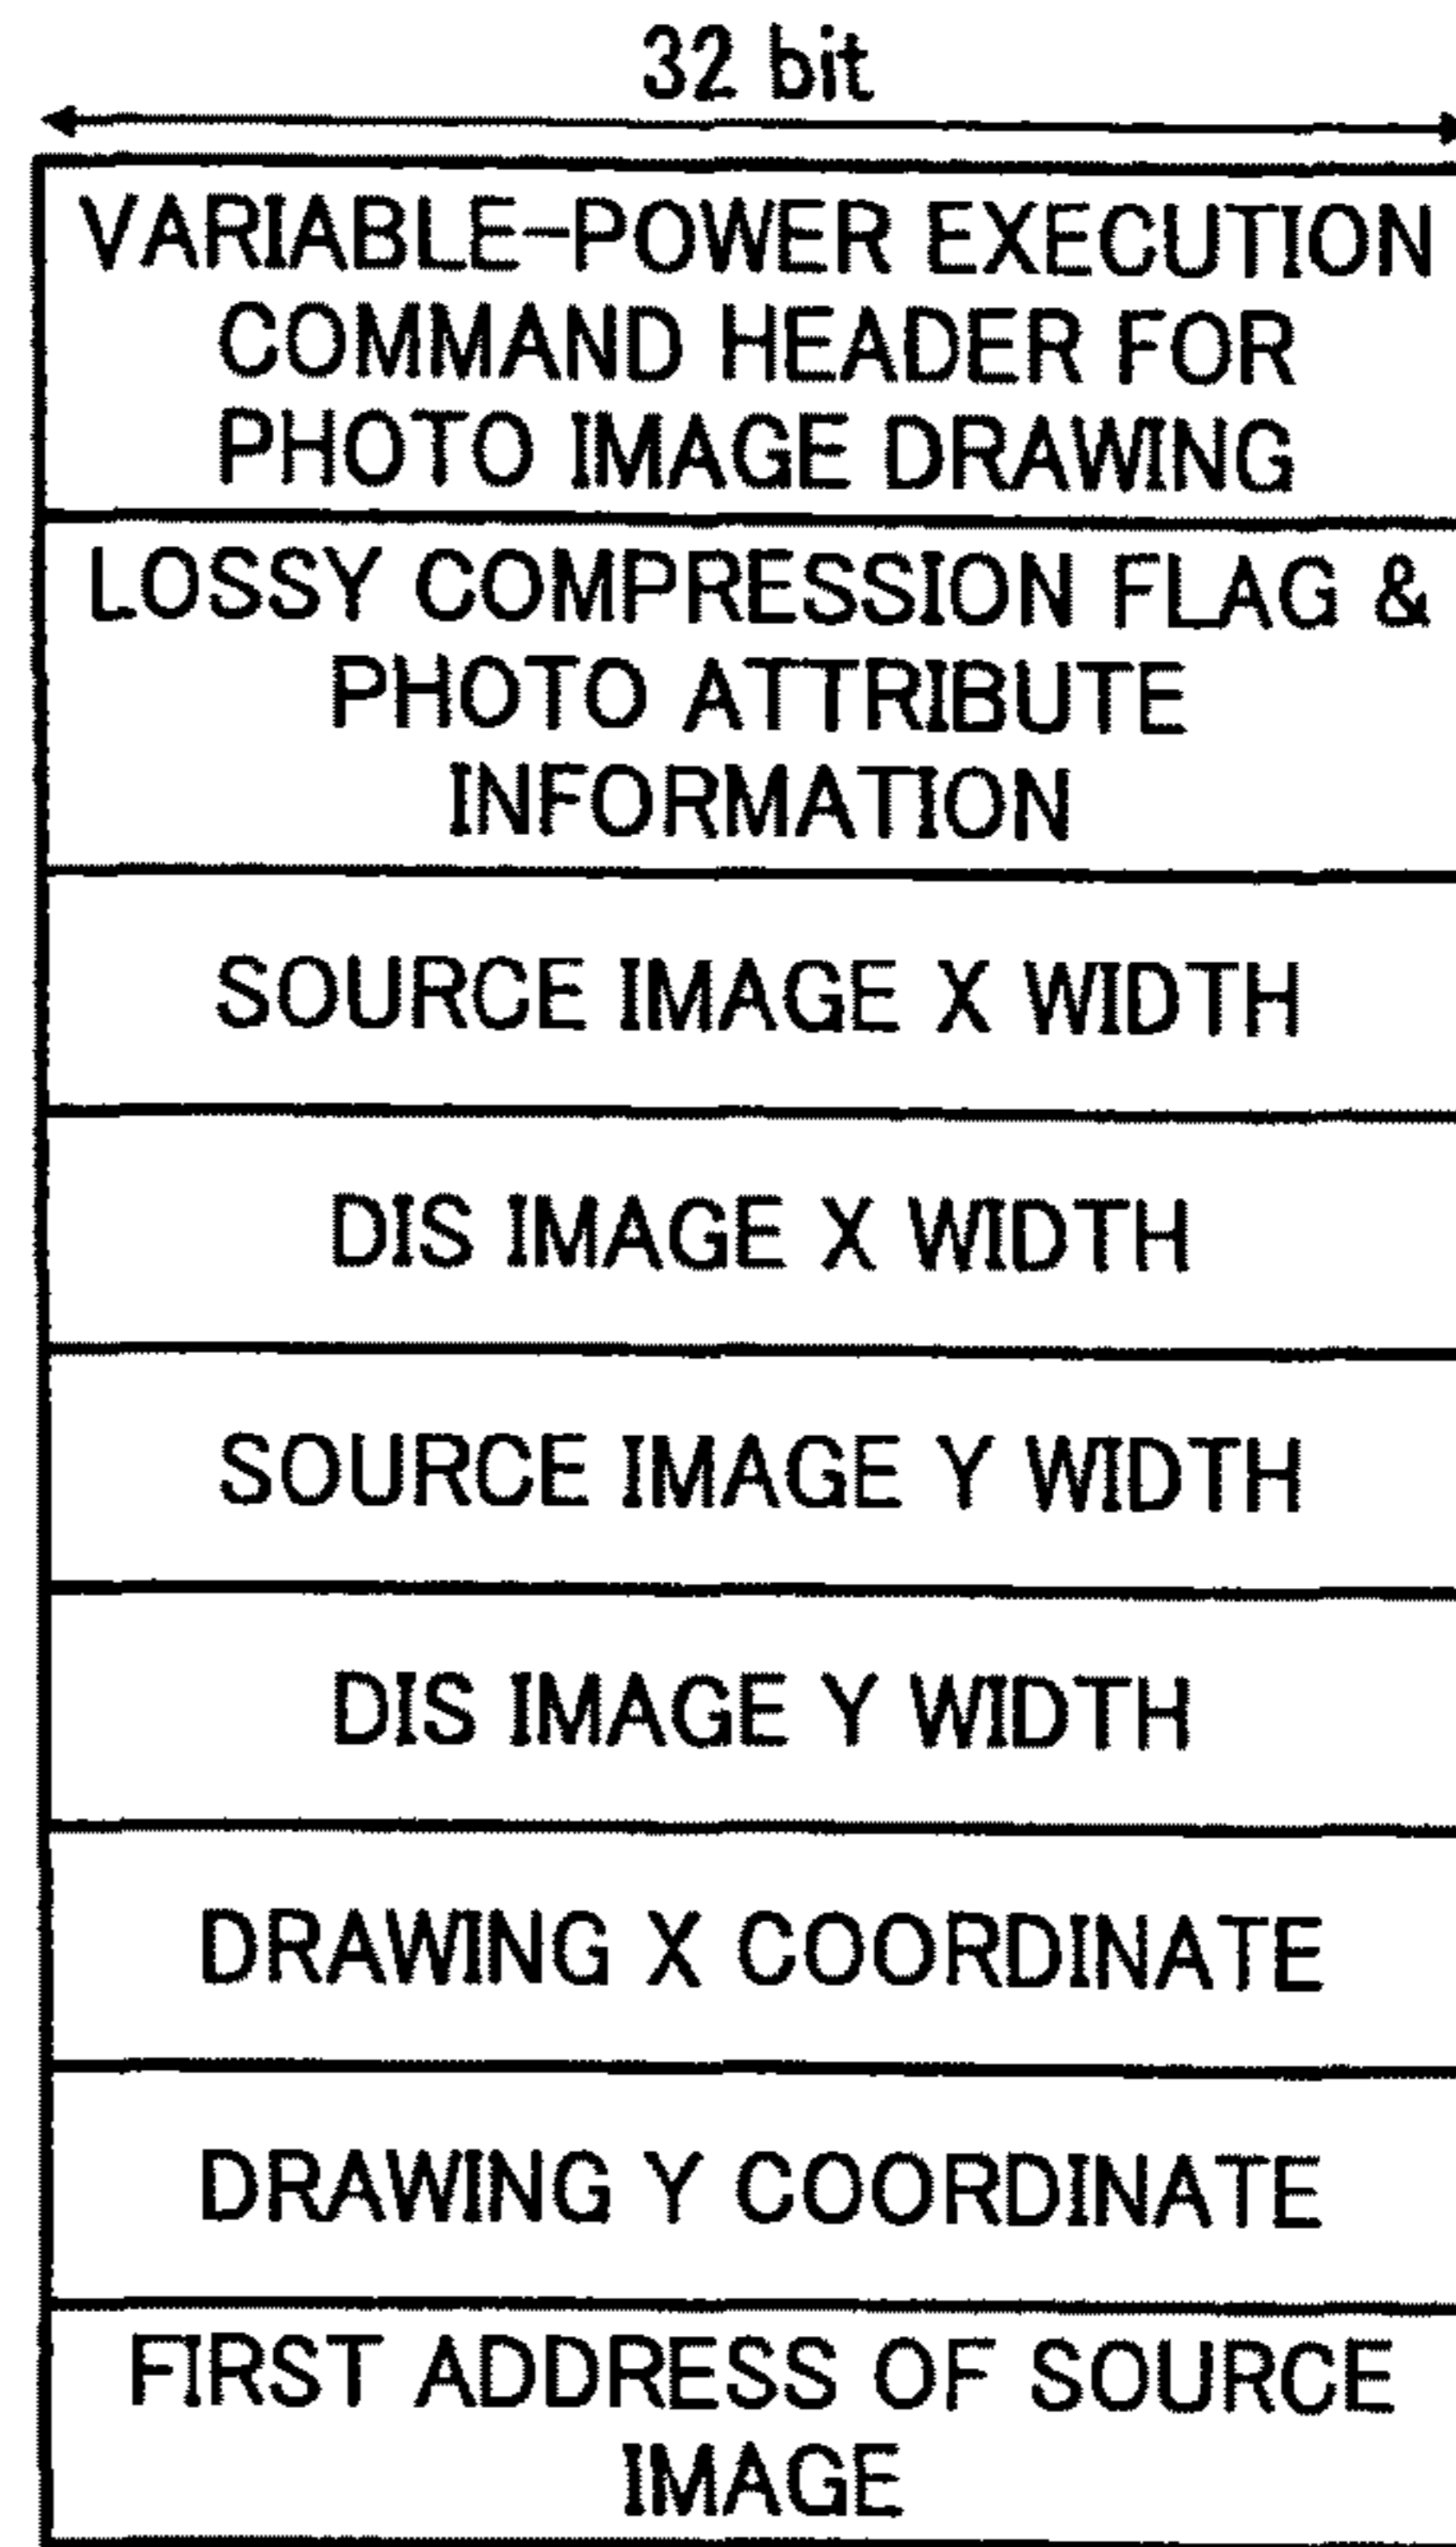 32 bit
VARIABLE-POWER EXECUTION
COMMAND HEADER FOR
PHOTO IMAGE DRAWING
LOSSY COMPRESSION FLAG &
PHOTO ATTRIBUTE
INFORMATION
SOURCE IMAGE X WIDTH
DIS IMAGE X WIDTH
SOURCE IMAGE Y WIDTH
DIS IMAGE Y WIDTH
DRAWING X COORDINATE
DRAWING Y COORDINATE
FIRST ADDRESS OF SOURCE
IMAGE